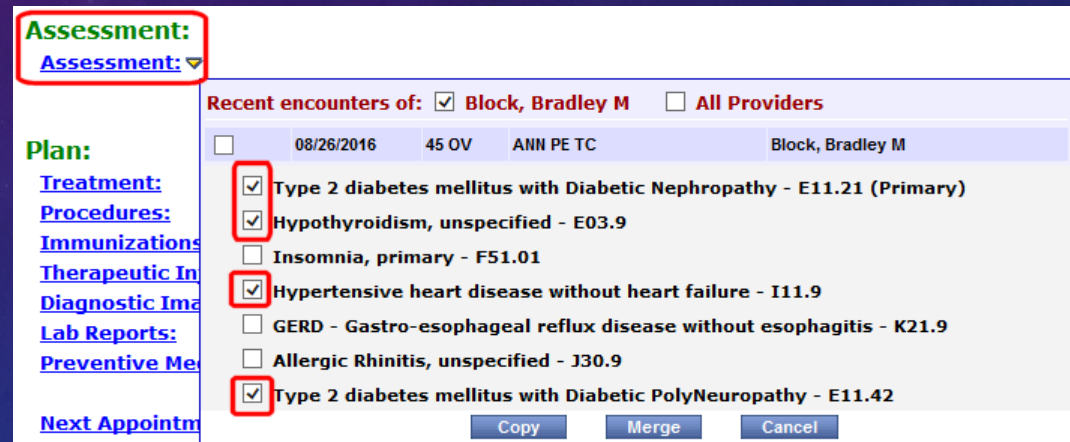 Assessment:
Assessment:
Recent encounters of: Block, Bradley M All Providers
08/26/2016 45 OV ANN PE TC Block, Bradley M
Plan:
Treatment:
Procedures:
Immunizations
Therapeutic In
Diagnostic Ima
Lab Reports:
Preventive Me
Next Appointm
Type 2 diabetes mellitus with Diabetic Nephropathy - E11.21 (Primary)
Hypothyroidism, unspecified - E03.9
Insomnia, primary - F51.01
Hypertensive heart disease without heart failure - I11.9
GERD - Gastro-esophageal reflux disease without esophagitis - K21.9
Allergic Rhinitis, unspecified - J30.9
Type 2 diabetes mellitus with Diabetic PolyNeuropathy - E11.42
Copy Merge Cancel